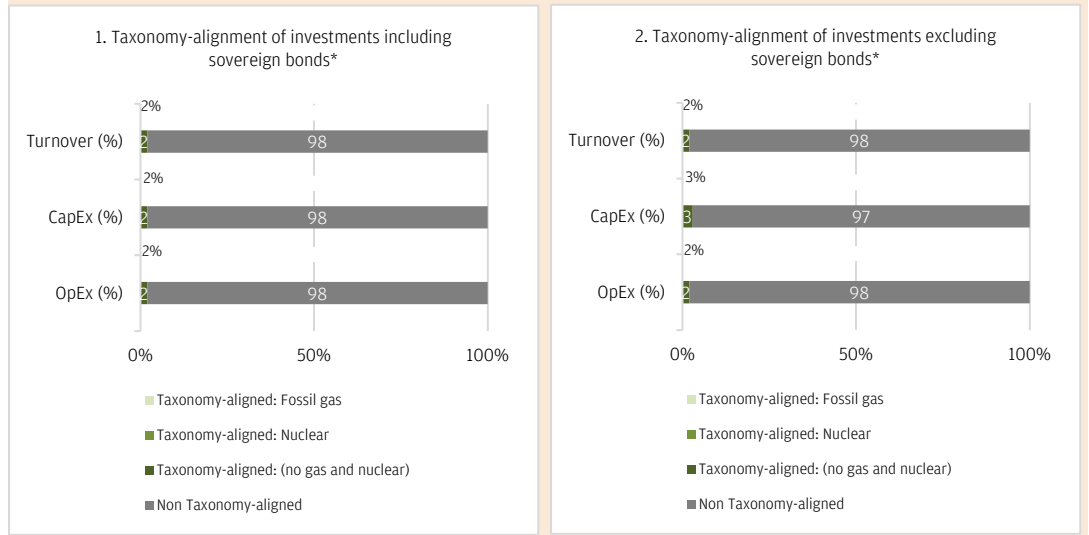 1. Taxonomy-alignment of investments including
sovereign bonds*
2%
Turnover (%) 2 98
2%
CapEx (%) 2 98
2%
OpEx (%) 2 98
0% 50% 100%
Taxonomy-aligned: Fossil gas
Taxonomy-aligned: Nuclear
Taxonomy-aligned: (no gas and nuclear)
Non Taxonomy-aligned
2. Taxonomy-alignment of investments excluding
sovereign bonds*
2%
Turnover (%) 2 98
3%
CapEx (%) 3 97
2%
OpEx (%) 2 98
0% 50% 100%
Taxonomy-aligned: Fossil gas
Taxonomy-aligned: Nuclear
Taxonomy-aligned: (no gas and nuclear)
Non Taxonomy-aligned